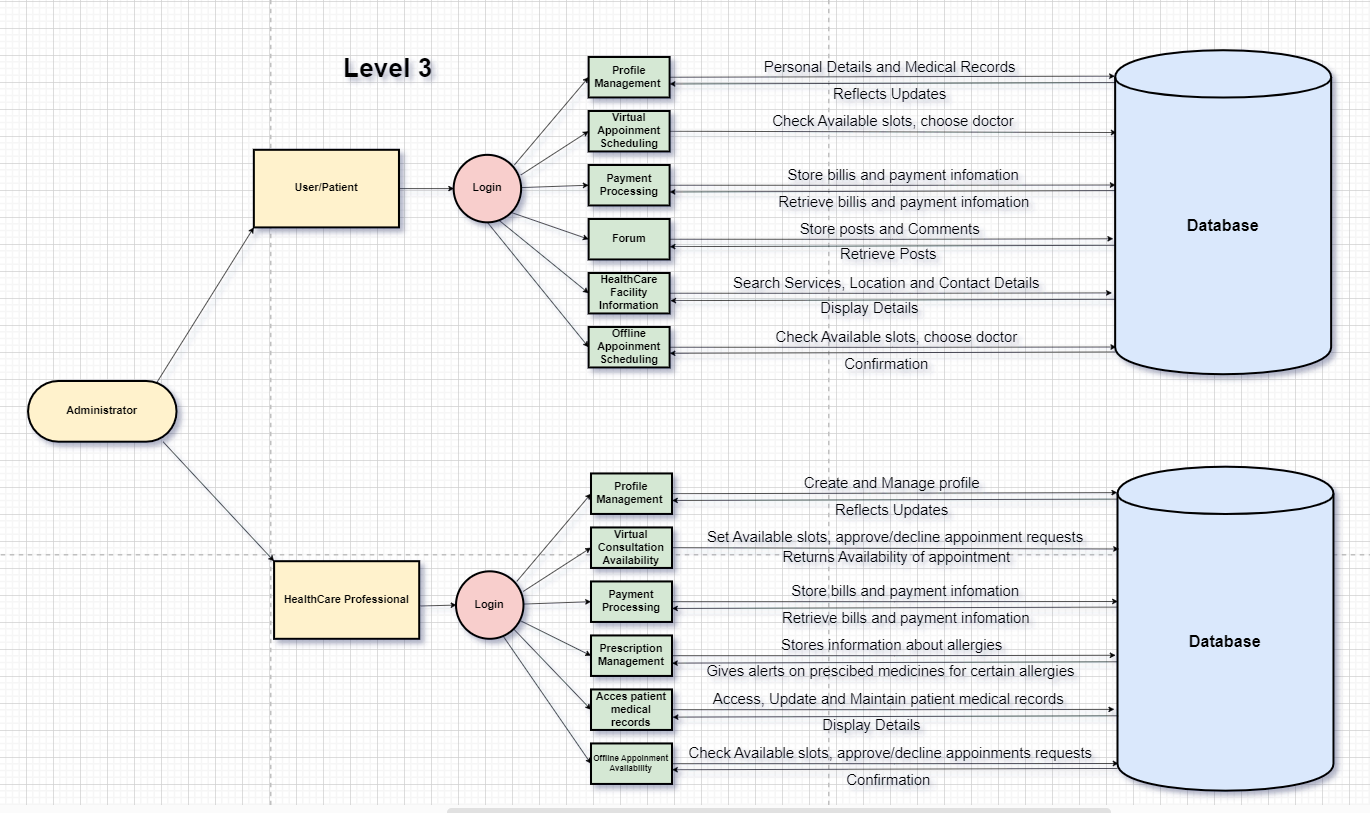 Level 3
Profile
Management
Personal Details and Medical Records
Reflects Updates
Virtual
Appoinment
Scheduling
Check Available slots, choose doctor
User/Patient
Login
Payment
Processing
Store billis and payment infomation
Retrieve billis and payment infomation
Forum
Store posts and Comments
Retrieve Posts
HealthCare
Facility
Information
Search Services, Location and Contact Details
Display Details
Offline
Appoinment
Scheduling
Check Available slots, choose doctor
Confirmation
Database
Administrator
Profile
Management
Create and Manage profile
Reflects Updates
Virtual
Consultation
Availability
Set Available slots, approve/decline appoinment requests
Returns Availability of appointment
HealthCare Professional
Login
Payment
Processing
Store bills and payment infomation
Retrieve bills and payment infomation
Prescription
Management
Stores information about allergies
Gives alerts on prescibed medicines for certain allergies
Acces patient
medical
records
Access, Update and Maintain patient medical records
Display Details
Offline Appoinment
Availability
Check Available slots, approve/decline appoinments requests
Confirmation
Database